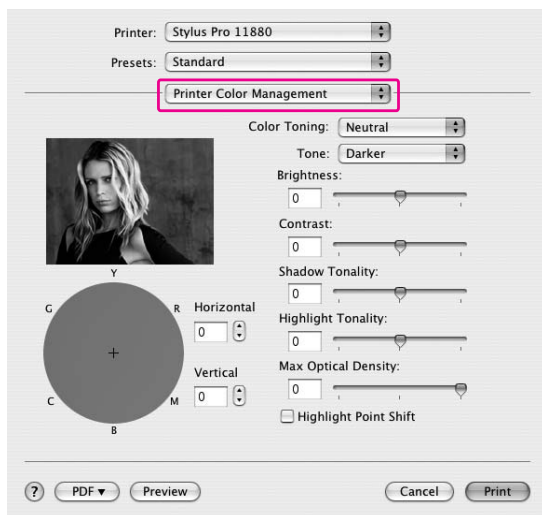 Printer: Stylus Pro 11880
Presets: Standard
Printer Color Management
Color Toning: Neutral
Tone: Darker
Brightness:
0
Contrast:
0
Shadow Tonality:
0
Highlight Tonality:
0
Max Optical Density:
0
Highlight Point Shift
Y
G R
C M
B
Horizontal
0
Vertical
0
? PDF ▼ Preview Cancel Print